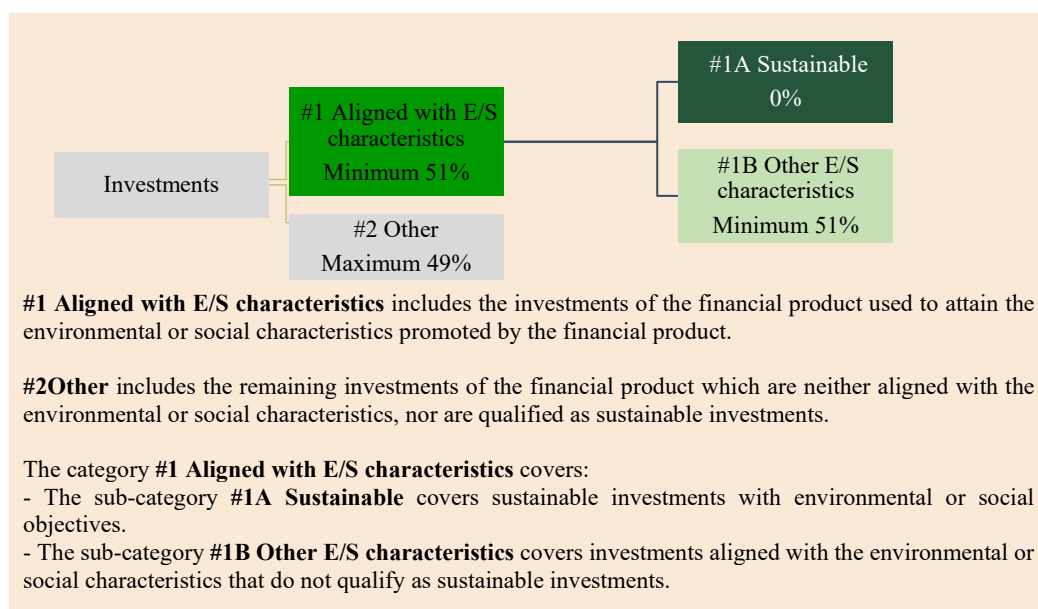 #1A Sustainable
0%
#1 Aligned with E/S
characteristics
Minimum 51%
Investments
#1B Other E/S
characteristics
Minimum 51%
#2 Other
Maximum 49%
#1 Aligned with E/S characteristics includes the investments of the financial product used to attain the
environmental or social characteristics promoted by the financial product.
#2Other includes the remaining investments of the financial product which are neither aligned with the
environmental or social characteristics, nor are qualified as sustainable investments.
The category #1 Aligned with E/S characteristics covers:
- The sub-category #1A Sustainable covers sustainable investments with environmental or social
objectives.
- The sub-category #1B Other E/S characteristics covers investments aligned with the environmental or
social characteristics that do not qualify as sustainable investments.